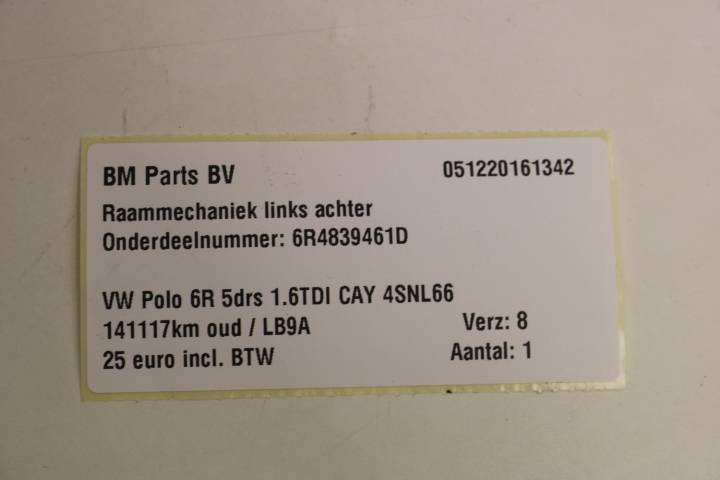 BM Parts BV 051220161342
Raammechaniek links achter
Onderdeelnummer: 6R4839461D
VW Polo 6R 5drs 1.6TDI CAY 4SNL66
141117km oud / LB9A Verz: 8
25 euro incl. BTW Aantal: 1